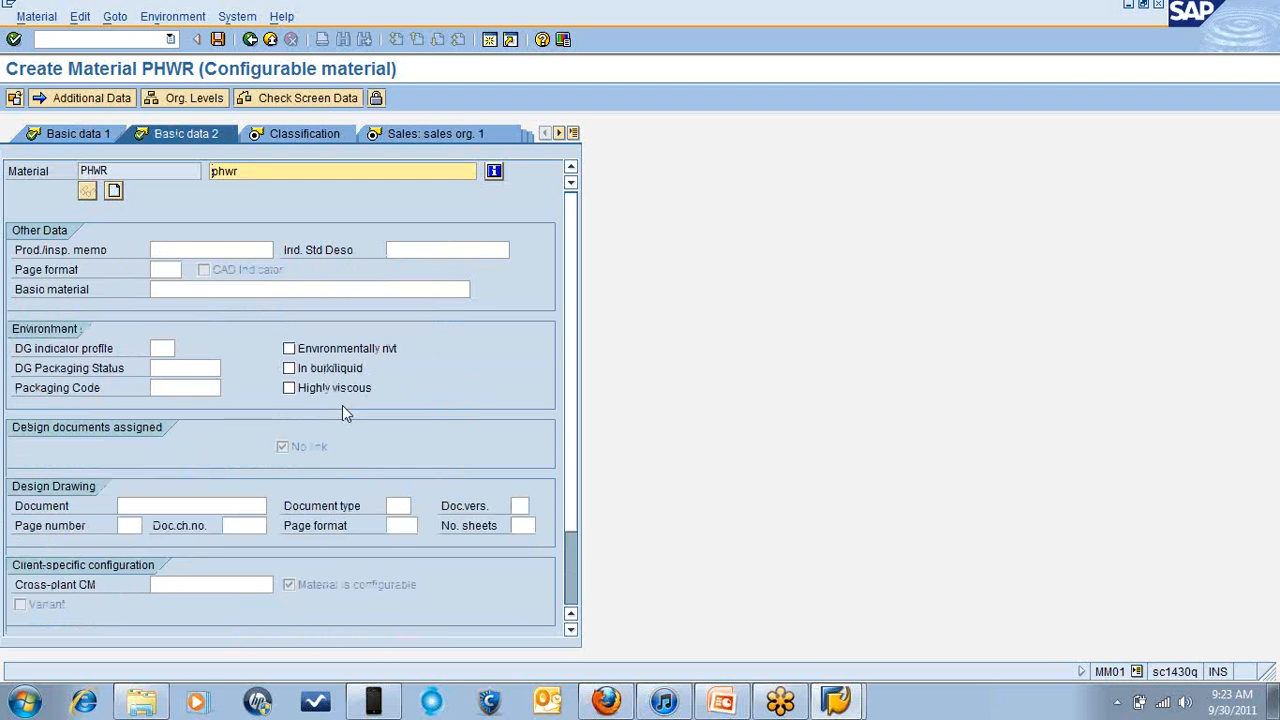 Material Edit Goto Environment System Help
SAP
Create Material PHWR (Configurable material)
Additional Data Org. Levels Check Screen Data
Basic data 1 Basic data 2 Classification Sales: sales org. 1
Material PHWR phwr
Other Data
Prod./insp. memo Ind. Std Desc
Page format CAD Indicator
Basic material
Environment
DG indicator profile Environmentally rlvt
DG Packaging Status In bulk/liquid
Packaging Code Highly viscous
Design documents assigned
No link
Design Drawing
Document Document type Doc.vers.
Page number Doc.ch.no. Page format No. sheets
Client-specific configuration
Cross-plant CM Material is configurable
Variant
MM01 sc1430q INS
9:23 AM
9/30/2011